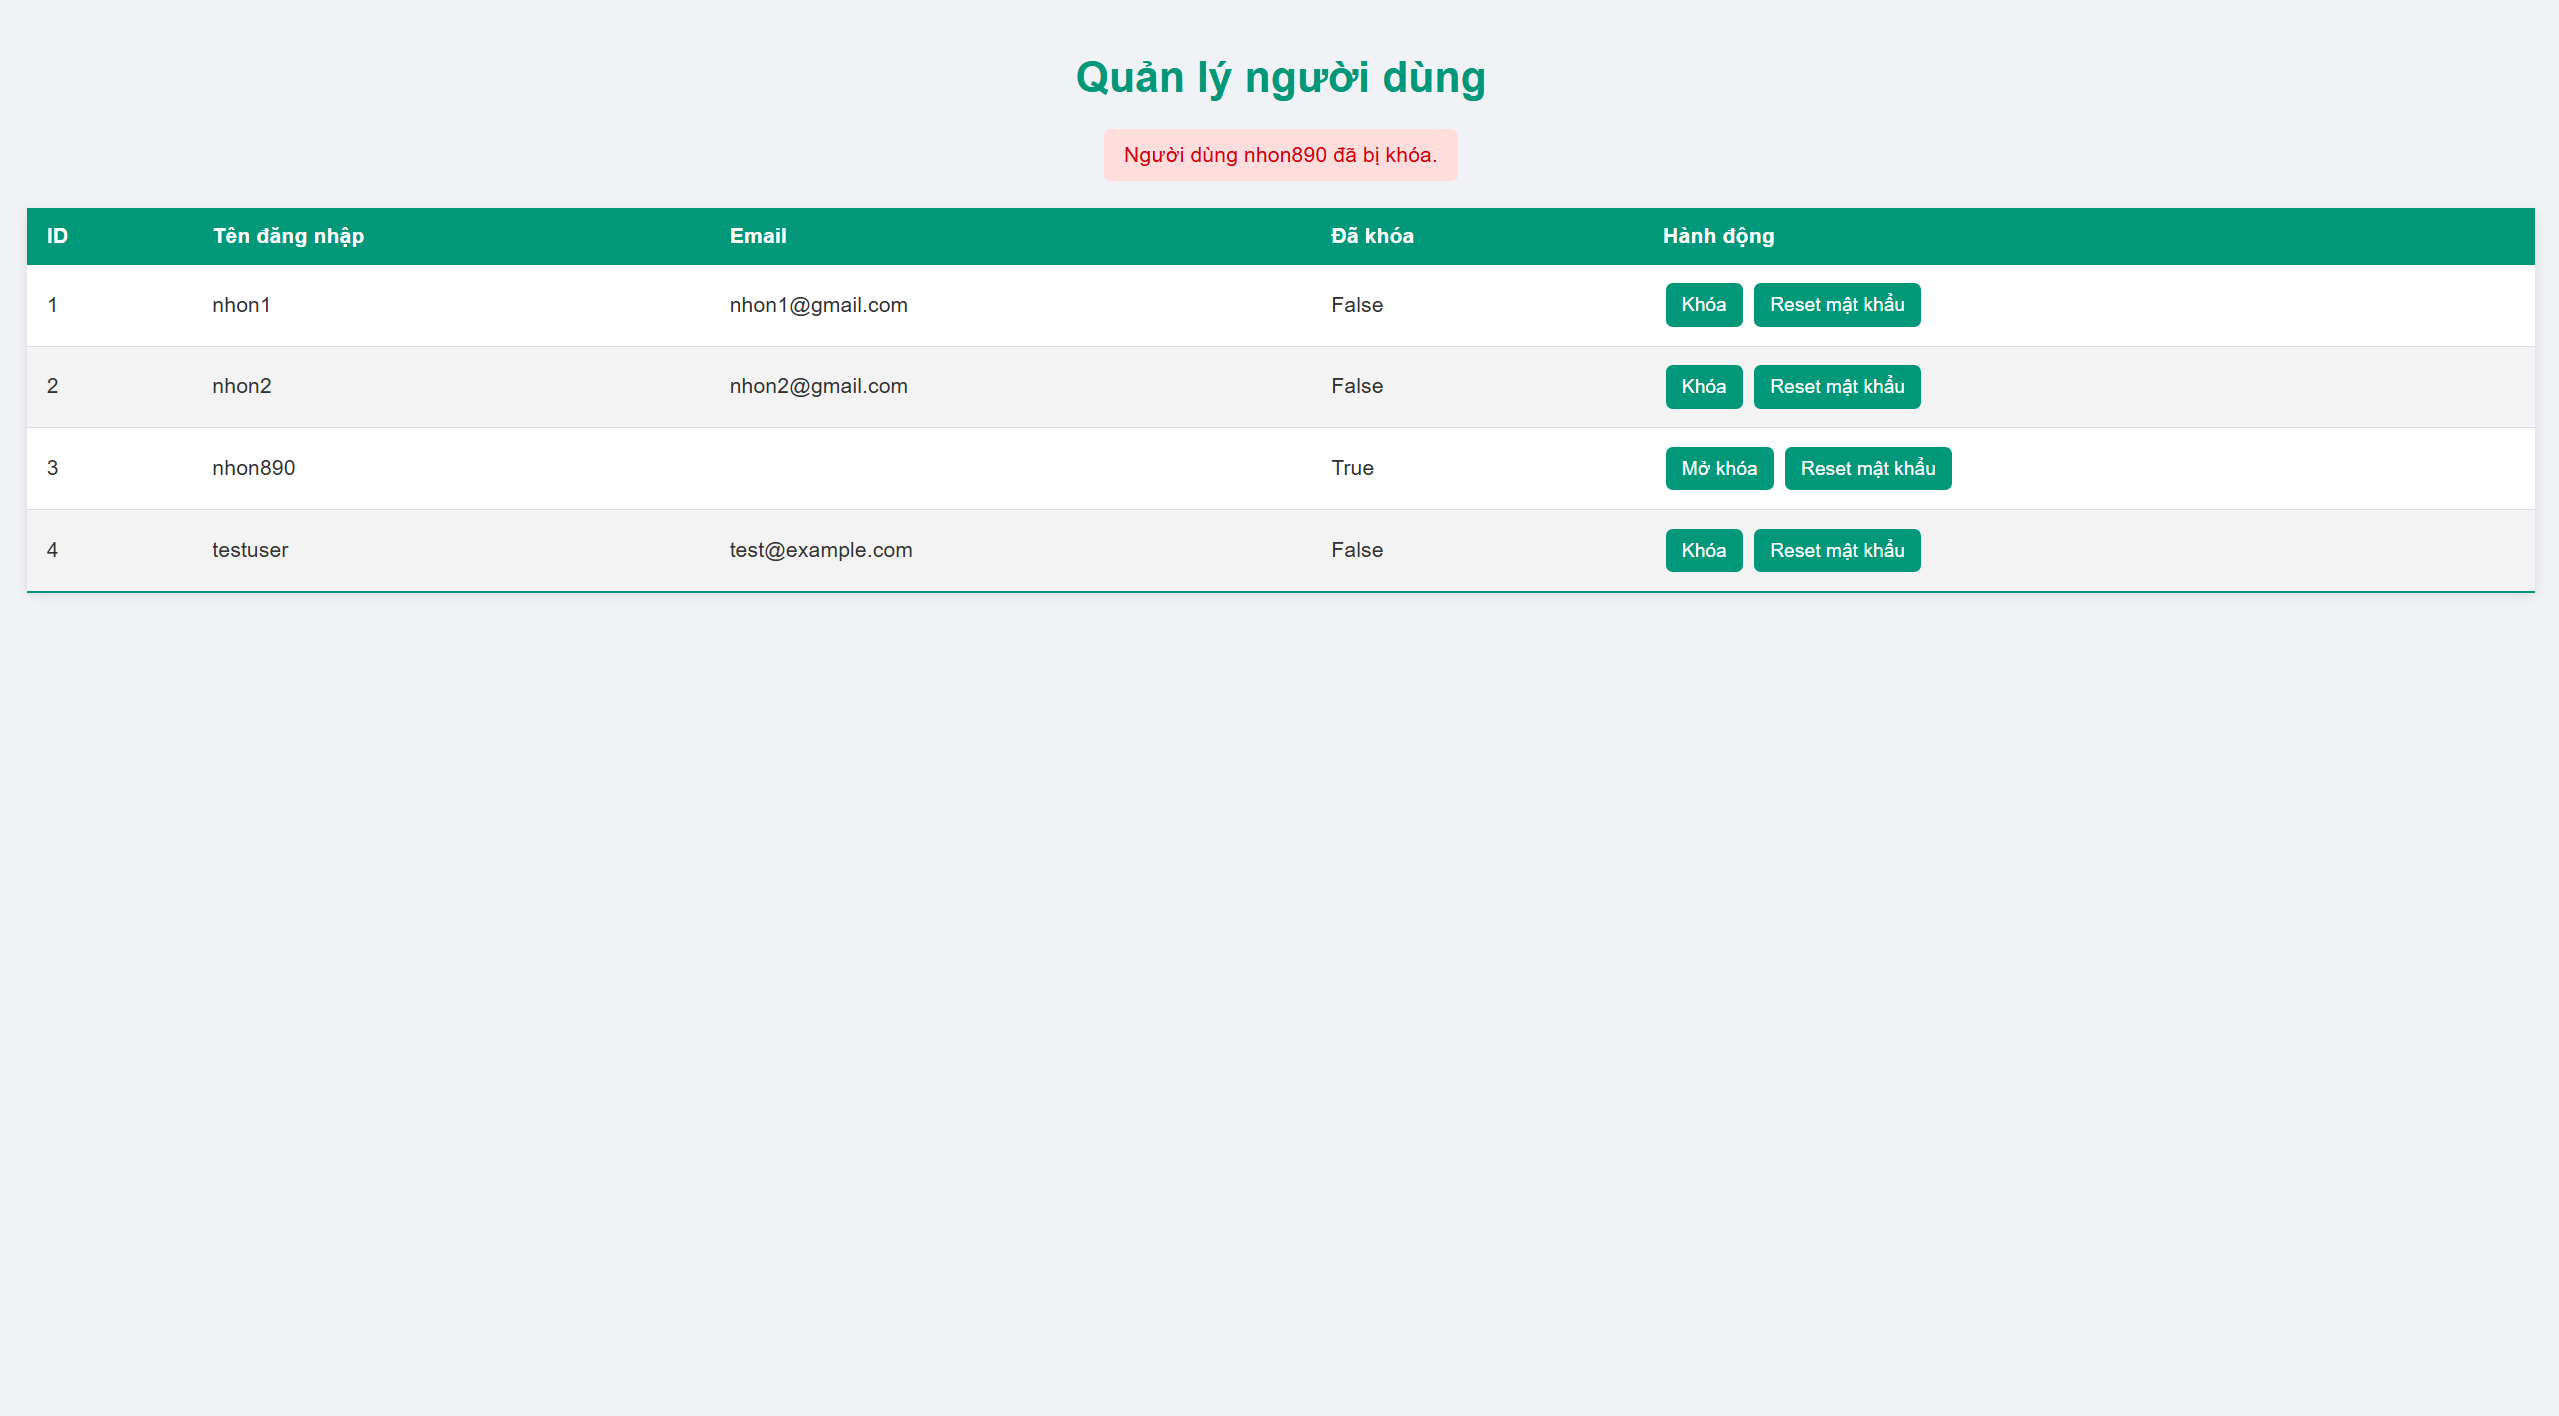 Quản lý người dùng
Người dùng nhon890 đã bị khóa.
ID Tên đăng nhập Email Đã khóa Hành động
1 nhon1 nhon1@gmail.com False Khóa Reset mật khẩu
2 nhon2 nhon2@gmail.com False Khóa Reset mật khẩu
3 nhon890 True Mở khóa Reset mật khẩu
4 testuser test@example.com False Khóa Reset mật khẩu